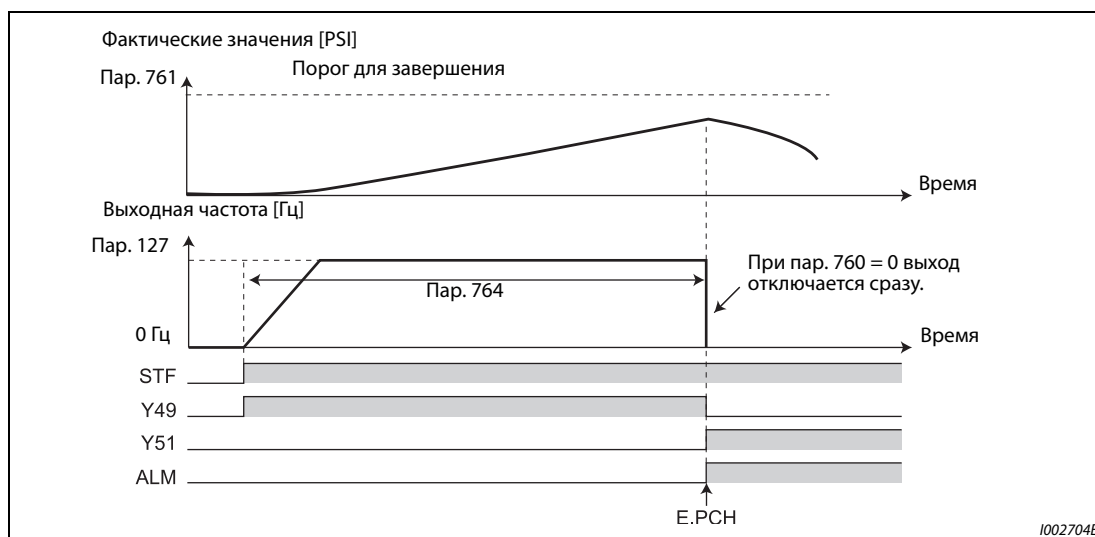 Фактические значения [PSI]
Пар. 761
Порог для завершения
Время
Выходная частота [Гц]
Пар. 127
При пар. 760 = 0 выход
отключается сразу.
Пар. 764
0 Гц
Время
STF
Y49
Y51
ALM
E.PCH
I002704E